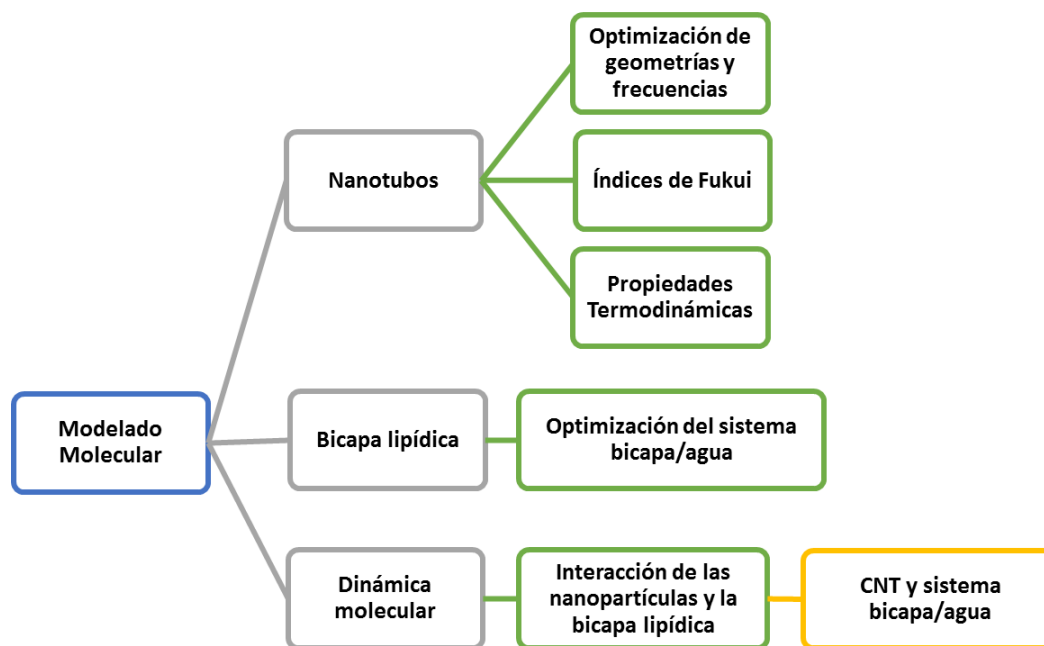 Optimización de
geometrías y
frecuencias
Nanotubos
Índices de Fukui
Propiedades
Termodinámicas
Modelado
Molecular
Bicapa lipídica
Optimización del sistema
bicapa/agua
Dinámica
molecular
Interacción de las
nanopartículas y la
bicapa lipídica
CNT y sistema
bicapa/agua